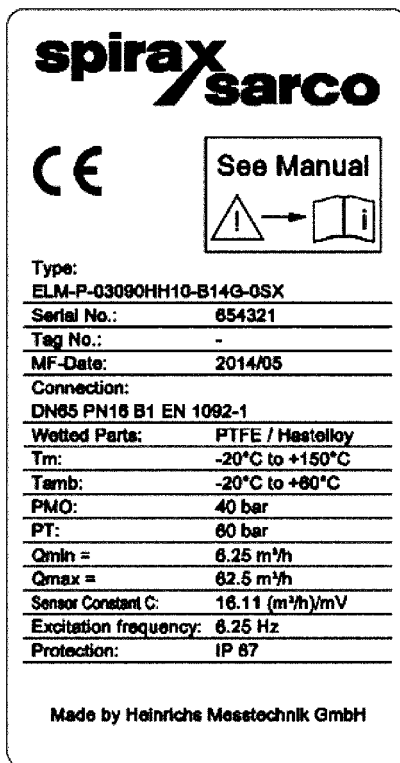 spirax
sarco
CE
See Manual
Type:
ELM-P-03090HH10-B14G-0SX
Serial No.: 654321
Tag No.: -
MF-Date: 2014/05
Connection:
DN65 PN16 B1 EN 1092-1
Wetted Parts: PTFE / Hastelloy
Tm: -20°C to +150°C
Tamb: -20°C to +60°C
PMO: 40 bar
PT: 60 bar
Qmin = 6.25 m³/h
Qmax = 62.5 m³/h
Sensor Constant C: 16.11 (m³/h)/mV
Excitation frequency: 6.25 Hz
Protection: IP 67
Made by Heinrichs Messtechnik GmbH